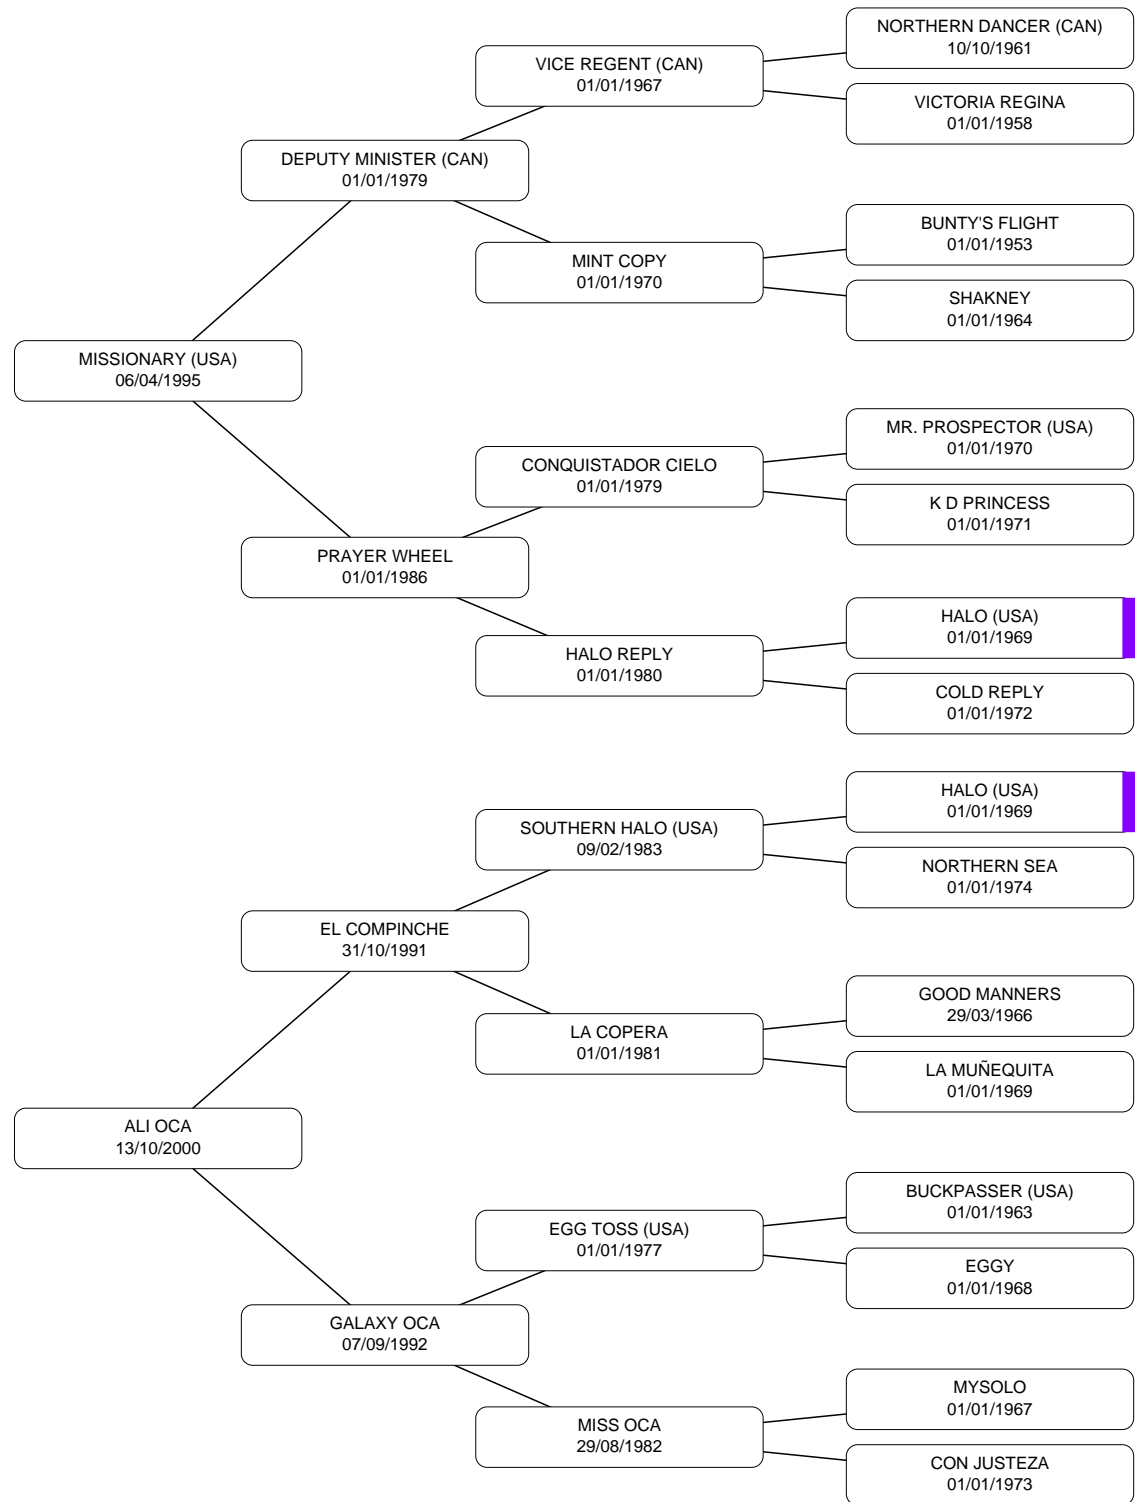 NORTHERN DANCER (CAN)
10/10/1961
VICE REGENT (CAN)
01/01/1967
VICTORIA REGINA
01/01/1958
DEPUTY MINISTER (CAN)
01/01/1979
BUNTY'S FLIGHT
01/01/1953
MINT COPY
01/01/1970
SHAKNEY
01/01/1964
MISSIONARY (USA)
06/04/1995
MR. PROSPECTOR (USA)
01/01/1970
CONQUISTADOR CIELO
01/01/1979
K D PRINCESS
01/01/1971
PRAYER WHEEL
01/01/1986
HALO (USA)
01/01/1969
HALO REPLY
01/01/1980
COLD REPLY
01/01/1972
HALO (USA)
01/01/1969
SOUTHERN HALO (USA)
09/02/1983
NORTHERN SEA
01/01/1974
EL COMPINCHE
31/10/1991
GOOD MANNERS
29/03/1966
LA COPERA
01/01/1981
LA MUÑEQUITA
01/01/1969
ALI OCA
13/10/2000
BUCKPASSER (USA)
01/01/1963
EGG TOSS (USA)
01/01/1977
EGGY
01/01/1968
GALAXY OCA
07/09/1992
MYSOLO
01/01/1967
MISS OCA
29/08/1982
CON JUSTEZA
01/01/1973